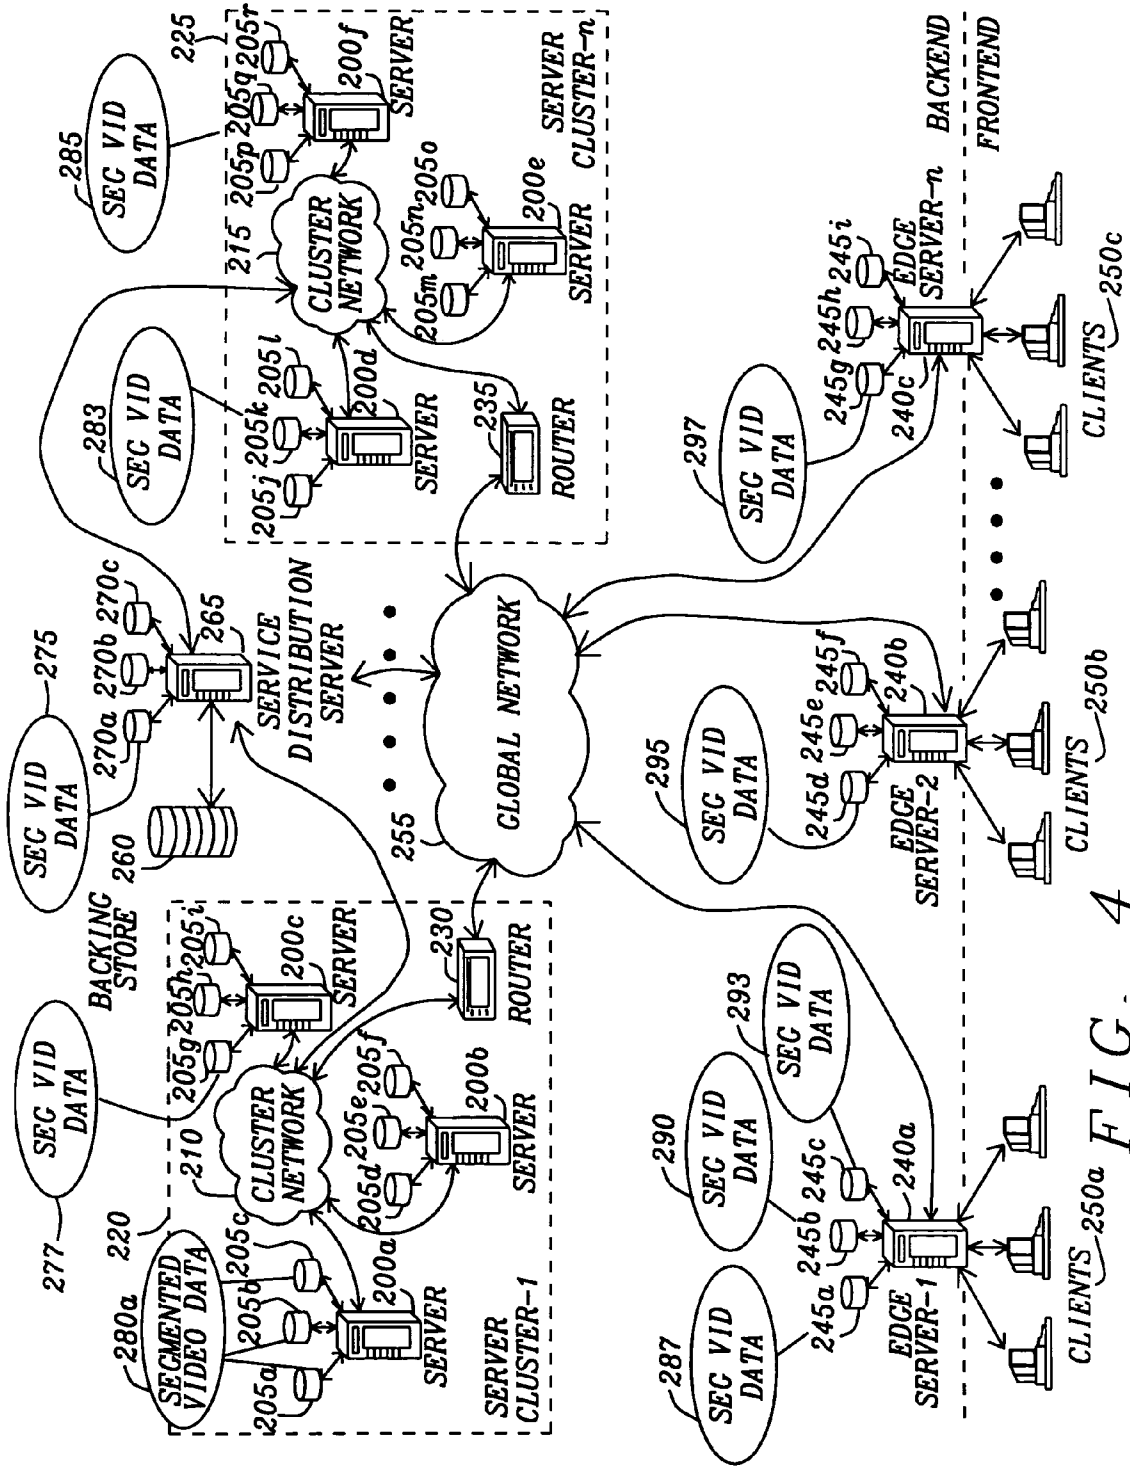 277
SEG VID
DATA
275
SEG VID
DATA
283
SEG VID
DATA
285
SEG VID
DATA
280a
SEGMENTED
VIDEO DATA
220
BACKING
STORE
260
270a
270b
270c
265
SERVICE
DISTRIBUTION
SERVER
225
205a
205b
205c
200a
SERVER
210
CLUSTER
NETWORK
205g
205h
205i
200c
SERVER
205d
205e
205f
200b
SERVER
230
ROUTER
SERVER
CLUSTER-1
205j
205k
205l
200d
SERVER
215
CLUSTER
NETWORK
205p
205q
205r
200f
SERVER
205m
205n
205o
200e
SERVER
235
ROUTER
SERVER
CLUSTER-n
255
GLOBAL NETWORK
287
SEG VID
DATA
290
SEG VID
DATA
293
SEG VID
DATA
295
SEG VID
DATA
297
SEG VID
DATA
245a
245b
245c
240a
EDGE
SERVER-1
245d
245e
245f
240b
EDGE
SERVER-2
245g
245h
245i
240c
EDGE
SERVER-n
BACKEND
FRONTEND
CLIENTS
250a
CLIENTS
250b
CLIENTS
250c
FIG. 4